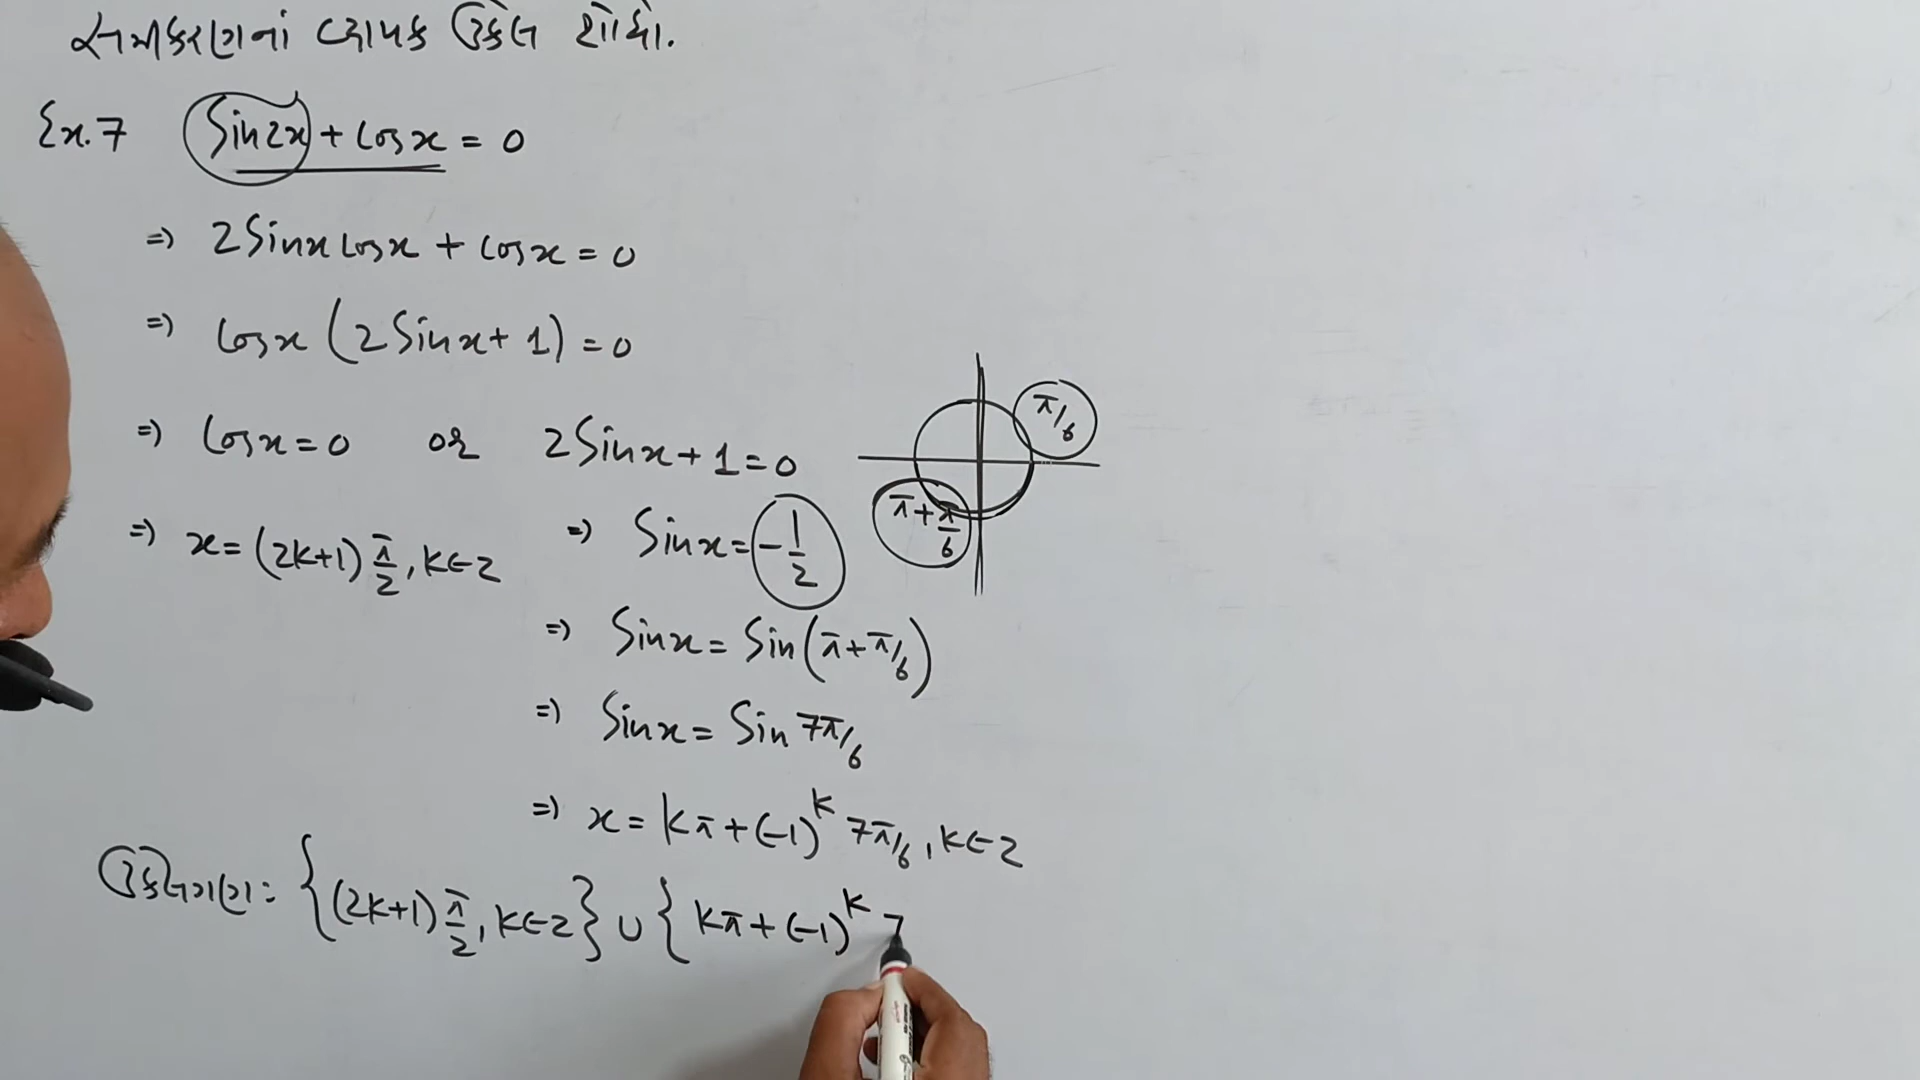 સમીકરણનાં વ્યાપક ઉકેલ શોધો.
Ex.7 Sin2x + Cosx = 0
⇒ 2Sinx Cosx + Cosx = 0
⇒ Cosx (2Sinx + 1) = 0
π/6
⇒ Cosx = 0 or 2Sinx + 1 = 0
π + π/6
⇒ x = (2K+1) π/2, K∈Z ⇒ Sinx = -1/2
⇒ Sinx = Sin(π + π/6)
⇒ Sinx = Sin 7π/6
⇒ x = Kπ + (-1)^K 7π/6, K∈Z
ઉકેલગણ: {(2K+1) π/2, K∈Z} ∪ {Kπ + (-1)^K 7